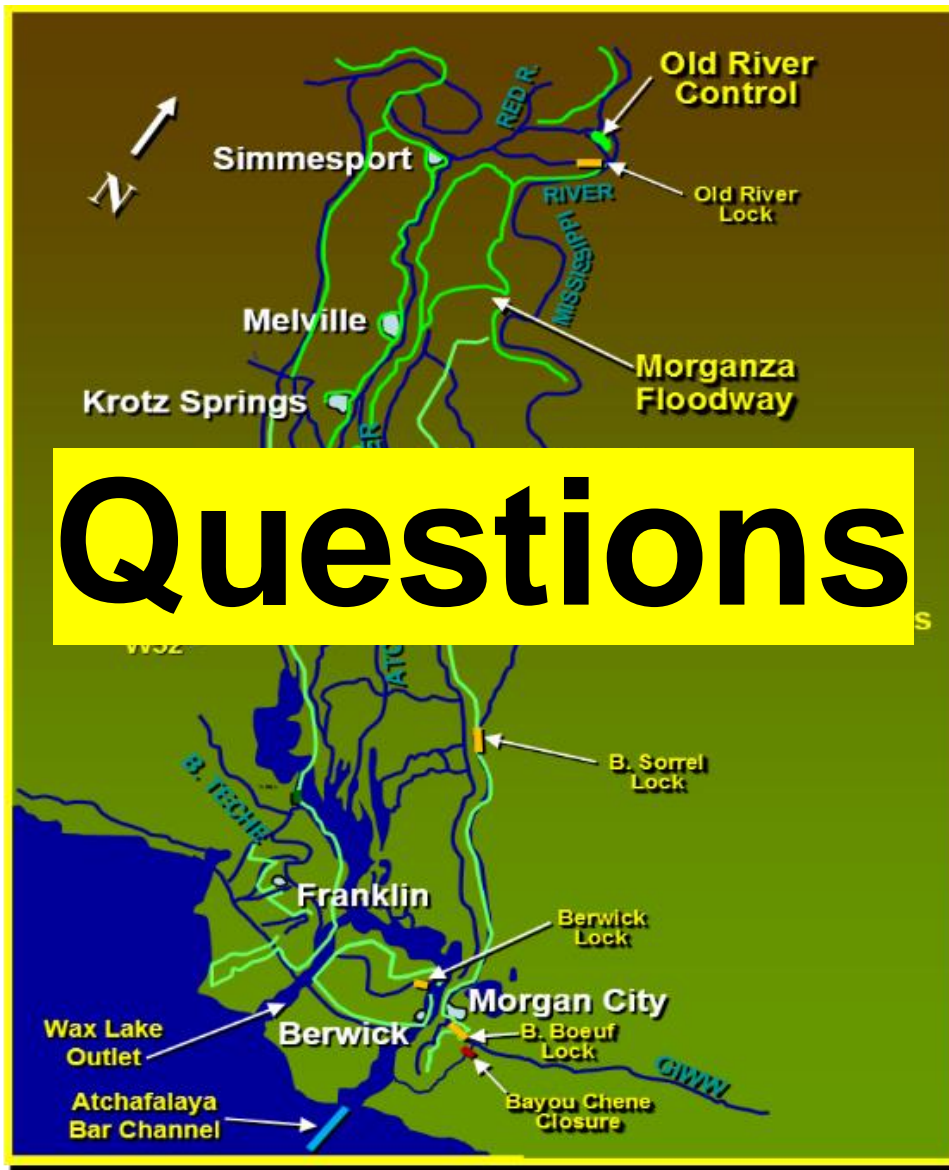 Old River
Control
RED R.
N
Simmesport
Old River
Lock
RIVER
MISSISSIPPI
Melville
Morganza
Floodway
Krotz Springs
Questions
B. Sorrel
Lock
B. TECHE
Franklin
Berwick
Lock
Morgan City
Wax Lake
Outlet
Berwick
B. Boeuf
Lock
GIWW
Atchafalaya
Bar Channel
Bayou Chene
Closure